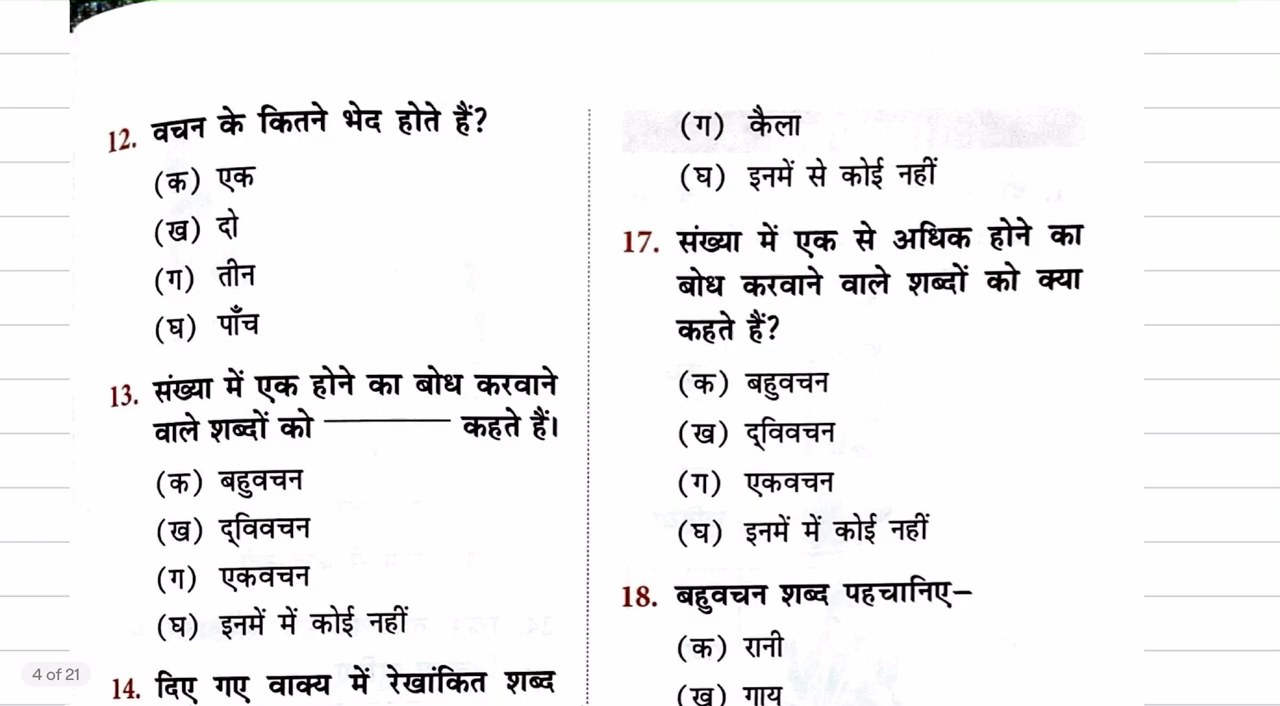 12. वचन के कितने भेद होते हैं?
(क) एक
(ख) दो
(ग) तीन
(घ) पाँच
13. संख्या में एक होने का बोध करवाने
वाले शब्दों को ———— कहते हैं।
(क) बहुवचन
(ख) द्‌विवचन
(ग) एकवचन
(घ) इनमें में कोई नहीं
14. दिए गए वाक्य में रेखांकित शब्द
(ग) कैला
(घ) इनमें से कोई नहीं
17. संख्या में एक से अधिक होने का
बोध करवाने वाले शब्दों को क्या
कहते हैं?
(क) बहुवचन
(ख) द्‌विवचन
(ग) एकवचन
(घ) इनमें में कोई नहीं
18. बहुवचन शब्द पहचानिए–
(क) रानी
(ख) गाय
4 of 21